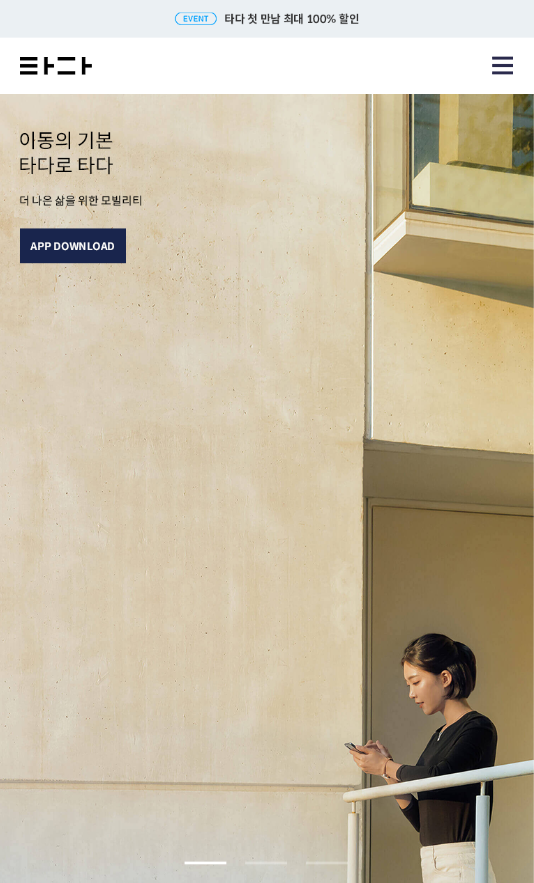 EVENT 타다 첫 만남 최대 100% 할인
타다
이동의 기본
타다로 타다
더 나은 삶을 위한 모빌리티
APP DOWNLOAD